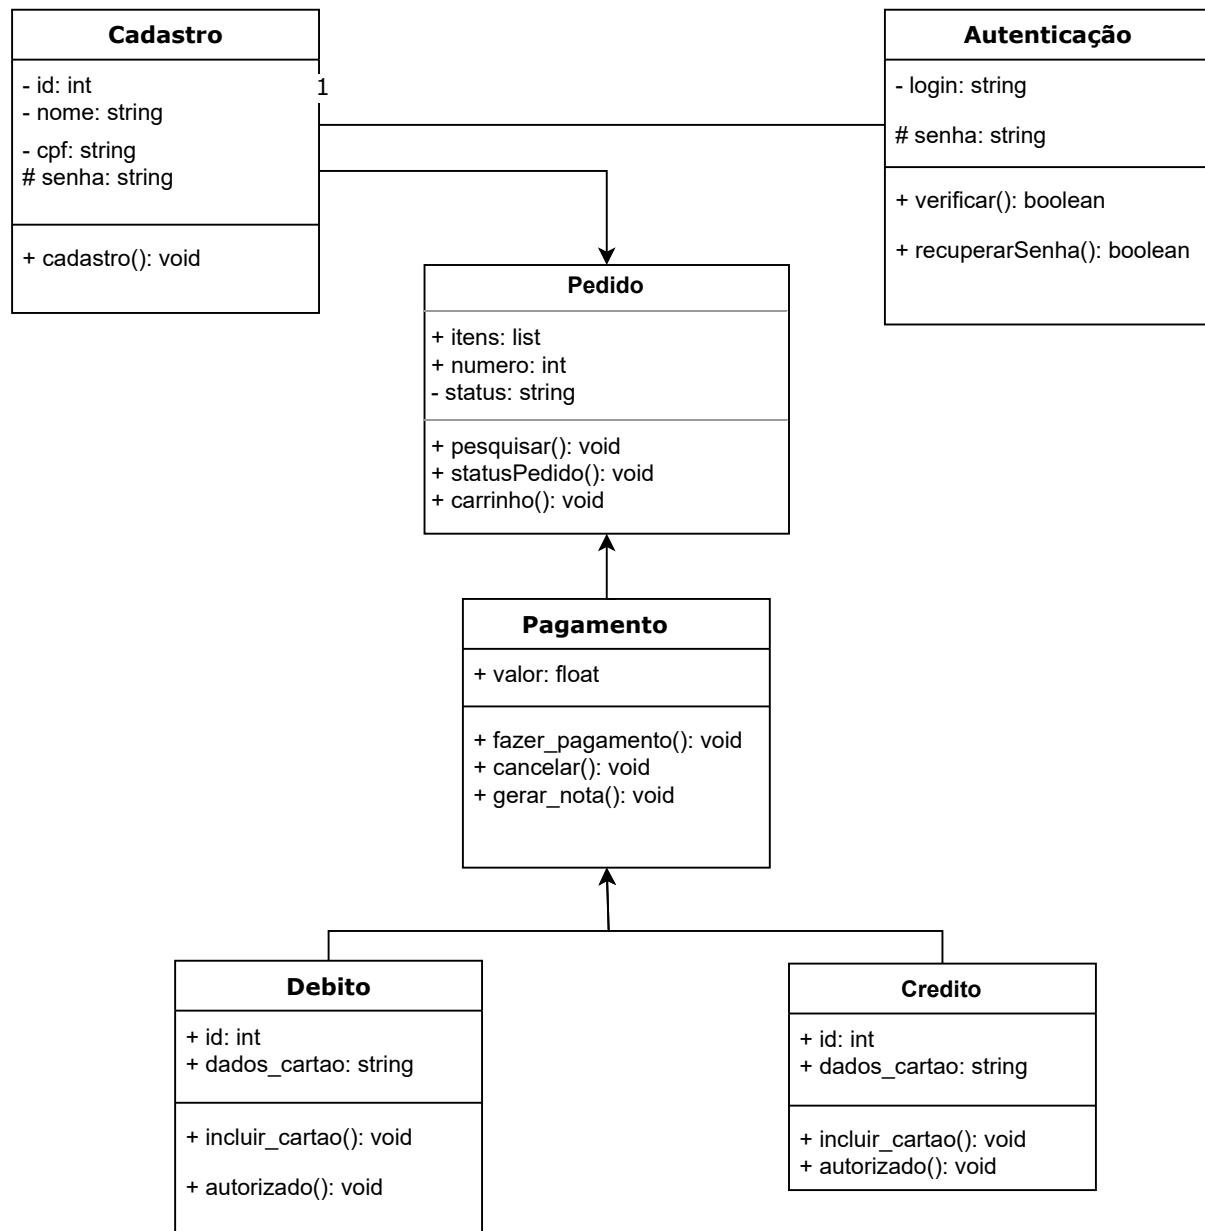 Cadastro
- id: int
- nome: string
- cpf: string
# senha: string
+ cadastro(): void
1
Autenticação
- login: string
# senha: string
+ verificar(): boolean
+ recuperarSenha(): boolean
Pedido
+ itens: list
+ numero: int
- status: string
+ pesquisar(): void
+ statusPedido(): void
+ carrinho(): void
Pagamento
+ valor: float
+ fazer_pagamento(): void
+ cancelar(): void
+ gerar_nota(): void
Debito
+ id: int
+ dados_cartao: string
+ incluir_cartao(): void
+ autorizado(): void
Credito
+ id: int
+ dados_cartao: string
+ incluir_cartao(): void
+ autorizado(): void